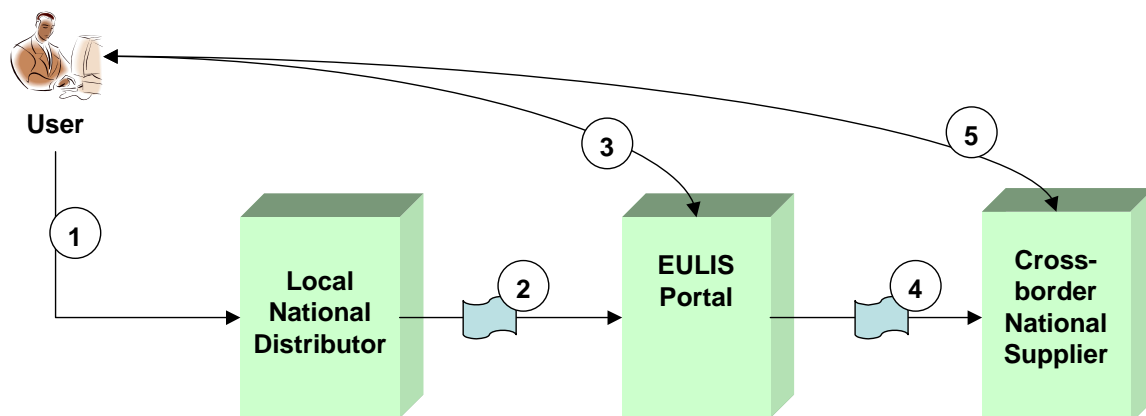 User
1
Local
National
Distributor
2
3
EULIS
Portal
4
5
Cross-
border
National
Supplier